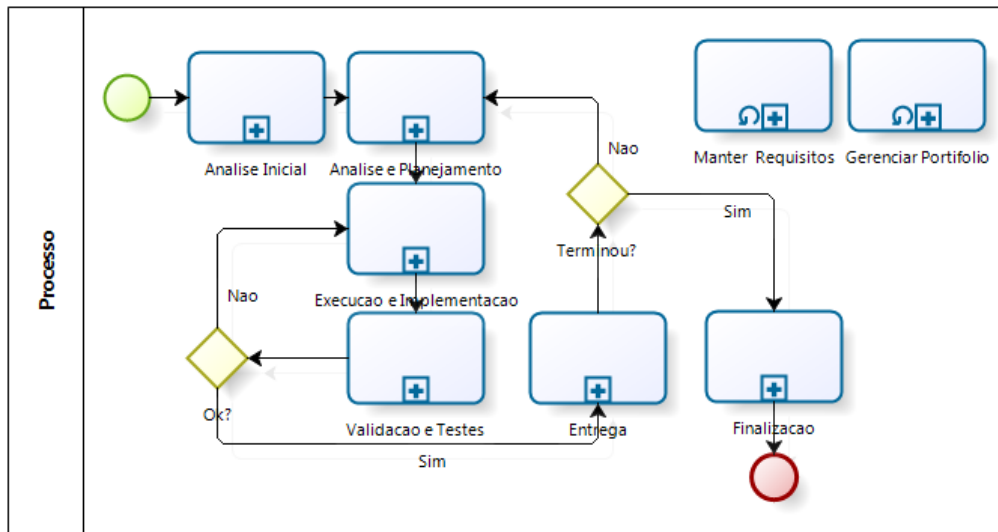 Processo
Analise Inicial
Analise e Planejamento
Nao
Manter Requisitos
Gerenciar Portifolio
Sim
Terminou?
Nao
Execucao e Implementacao
Ok?
Validacao e Testes
Entrega
Finalizacao
Sim